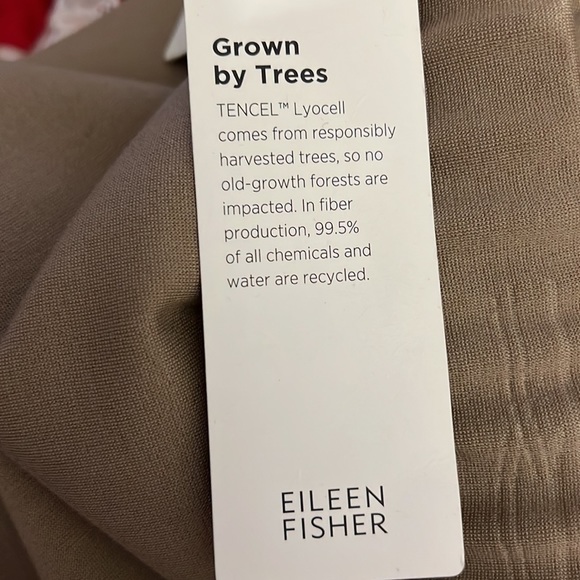 Grown
by Trees
TENCEL™ Lyocell
comes from responsibly
harvested trees, so no
old-growth forests are
impacted. In fiber
production, 99.5%
of all chemicals and
water are recycled.
EILEEN
FISHER